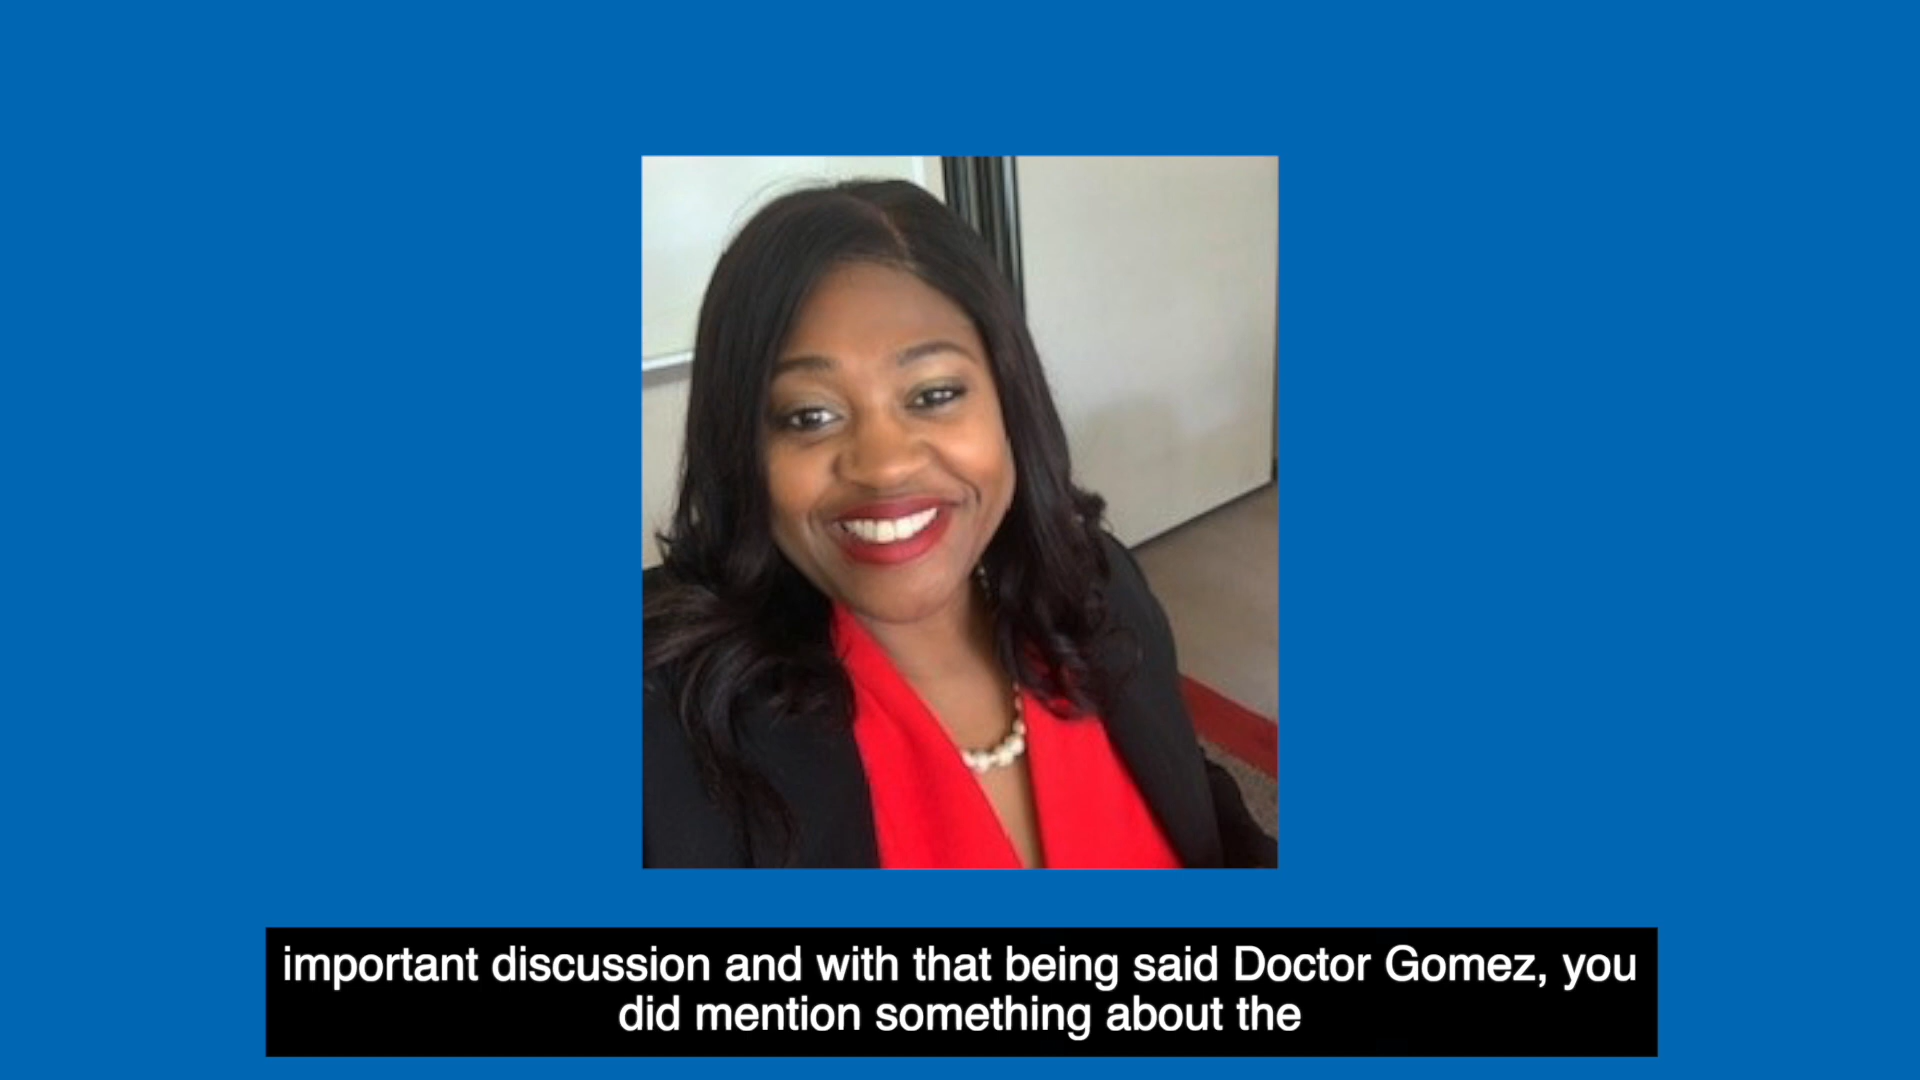 important discussion and with that being said Doctor Gomez, you
did mention something about the